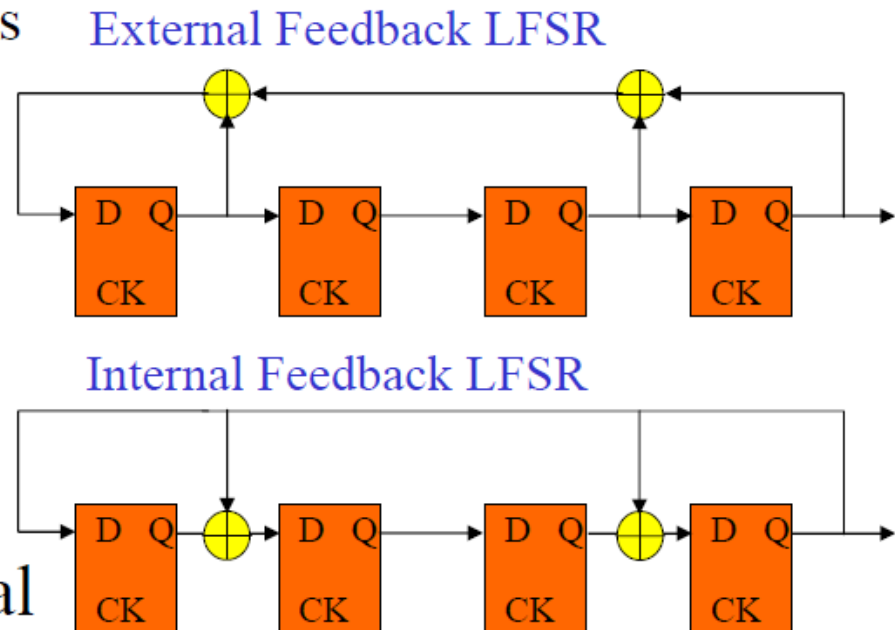 s External Feedback LFSR
D Q D Q D Q D Q
CK CK CK CK
Internal Feedback LFSR
D Q D Q D Q D Q
al CK CK CK CK